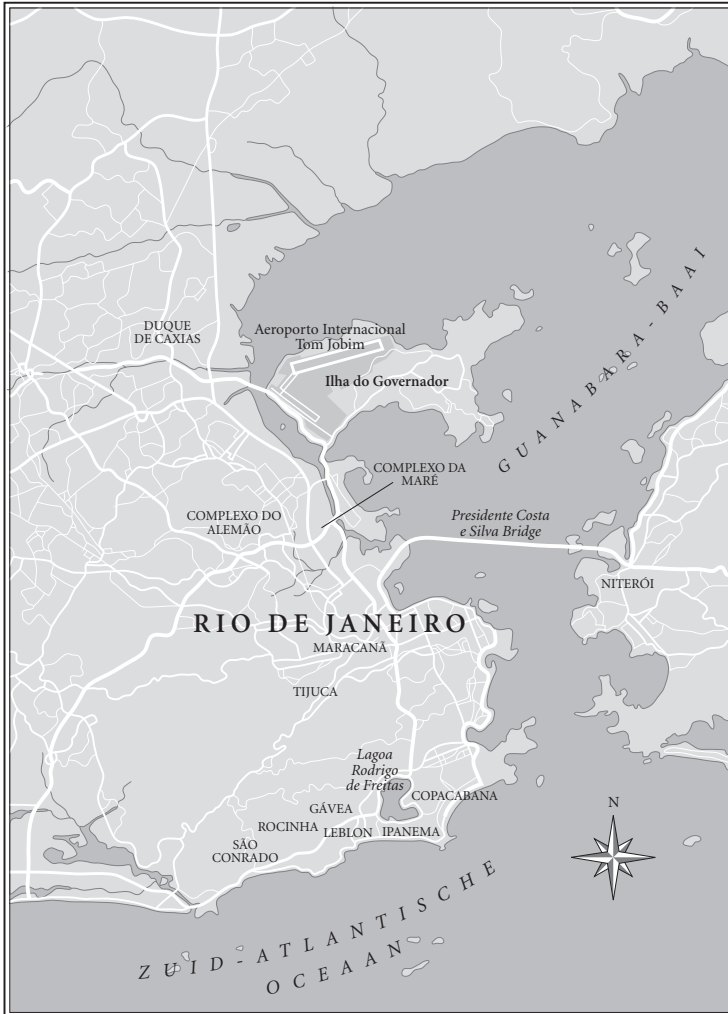 DUQUE
DE CAXIAS
Aeroporto Internacional
Tom Jobim
Ilha do Governador
GUANABARA-BAAI
COMPLEXO DA
MARÉ
COMPLEXO DO
ALEMÃO
Presidente Costa
e Silva Bridge
NITERÓI
RIO DE JANEIRO
MARACANÃ
TIJUCA
Lagoa
Rodrigo
de Freitas
COPACABANA
GÁVEA
ROCINHA
LEBLON
IPANEMA
SÃO
CONRADO
N
ZUID-ATLANTISCHE
OCEAAN